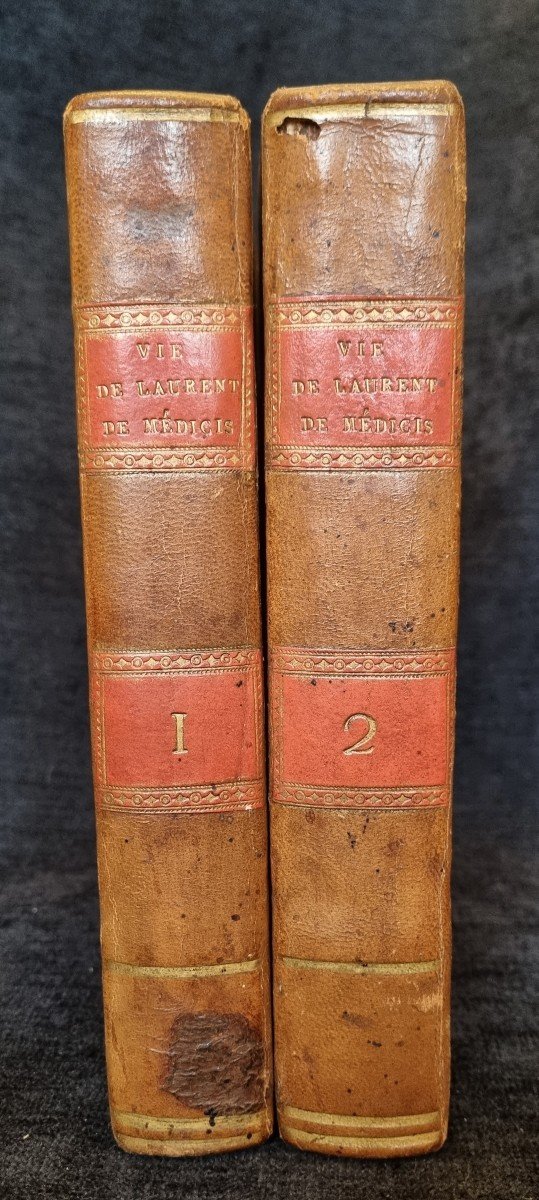 VIE
DE LAURENT
DE MÉDICIS
I
VIE
DE LAURENT
DE MÉDICIS
2